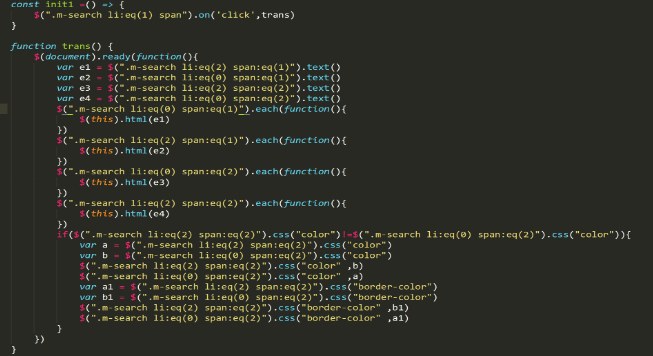 const init1 =() => {
$(".m-search li:eq(1) span").on('click',trans)
}
function trans() {
$(document).ready(function(){
var e1 = $(".m-search li:eq(2) span:eq(1)").text()
var e2 = $(".m-search li:eq(0) span:eq(1)").text()
var e3 = $(".m-search li:eq(2) span:eq(2)").text()
var e4 = $(".m-search li:eq(0) span:eq(2)").text()
$(".m-search li:eq(0) span:eq(1)").each(function(){
$(this).html(e1)
})
$(".m-search li:eq(2) span:eq(1)").each(function(){
$(this).html(e2)
})
$(".m-search li:eq(0) span:eq(2)").each(function(){
$(this).html(e3)
})
$(".m-search li:eq(2) span:eq(2)").each(function(){
$(this).html(e4)
})
if($(".m-search li:eq(2) span:eq(2)").css("color")!=$(".m-search li:eq(0) span:eq(2)").css("color")){
var a = $(".m-search li:eq(2) span:eq(2)").css("color")
var b = $(".m-search li:eq(0) span:eq(2)").css("color")
$(".m-search li:eq(2) span:eq(2)").css("color" ,b)
$(".m-search li:eq(0) span:eq(2)").css("color" ,a)
var a1 = $(".m-search li:eq(2) span:eq(2)").css("border-color")
var b1 = $(".m-search li:eq(0) span:eq(2)").css("border-color")
$(".m-search li:eq(2) span:eq(2)").css("border-color" ,b1)
$(".m-search li:eq(0) span:eq(2)").css("border-color" ,a1)
}
})
}